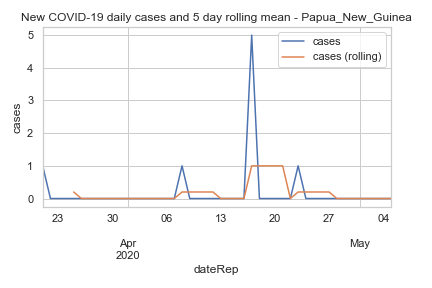 New COVID-19 daily cases and 5 day rolling mean - Papua_New_Guinea
cases
cases (rolling)
cases
5
4
3
2
1
0
23 30 06 13 20 27 04
Apr May
2020
dateRep